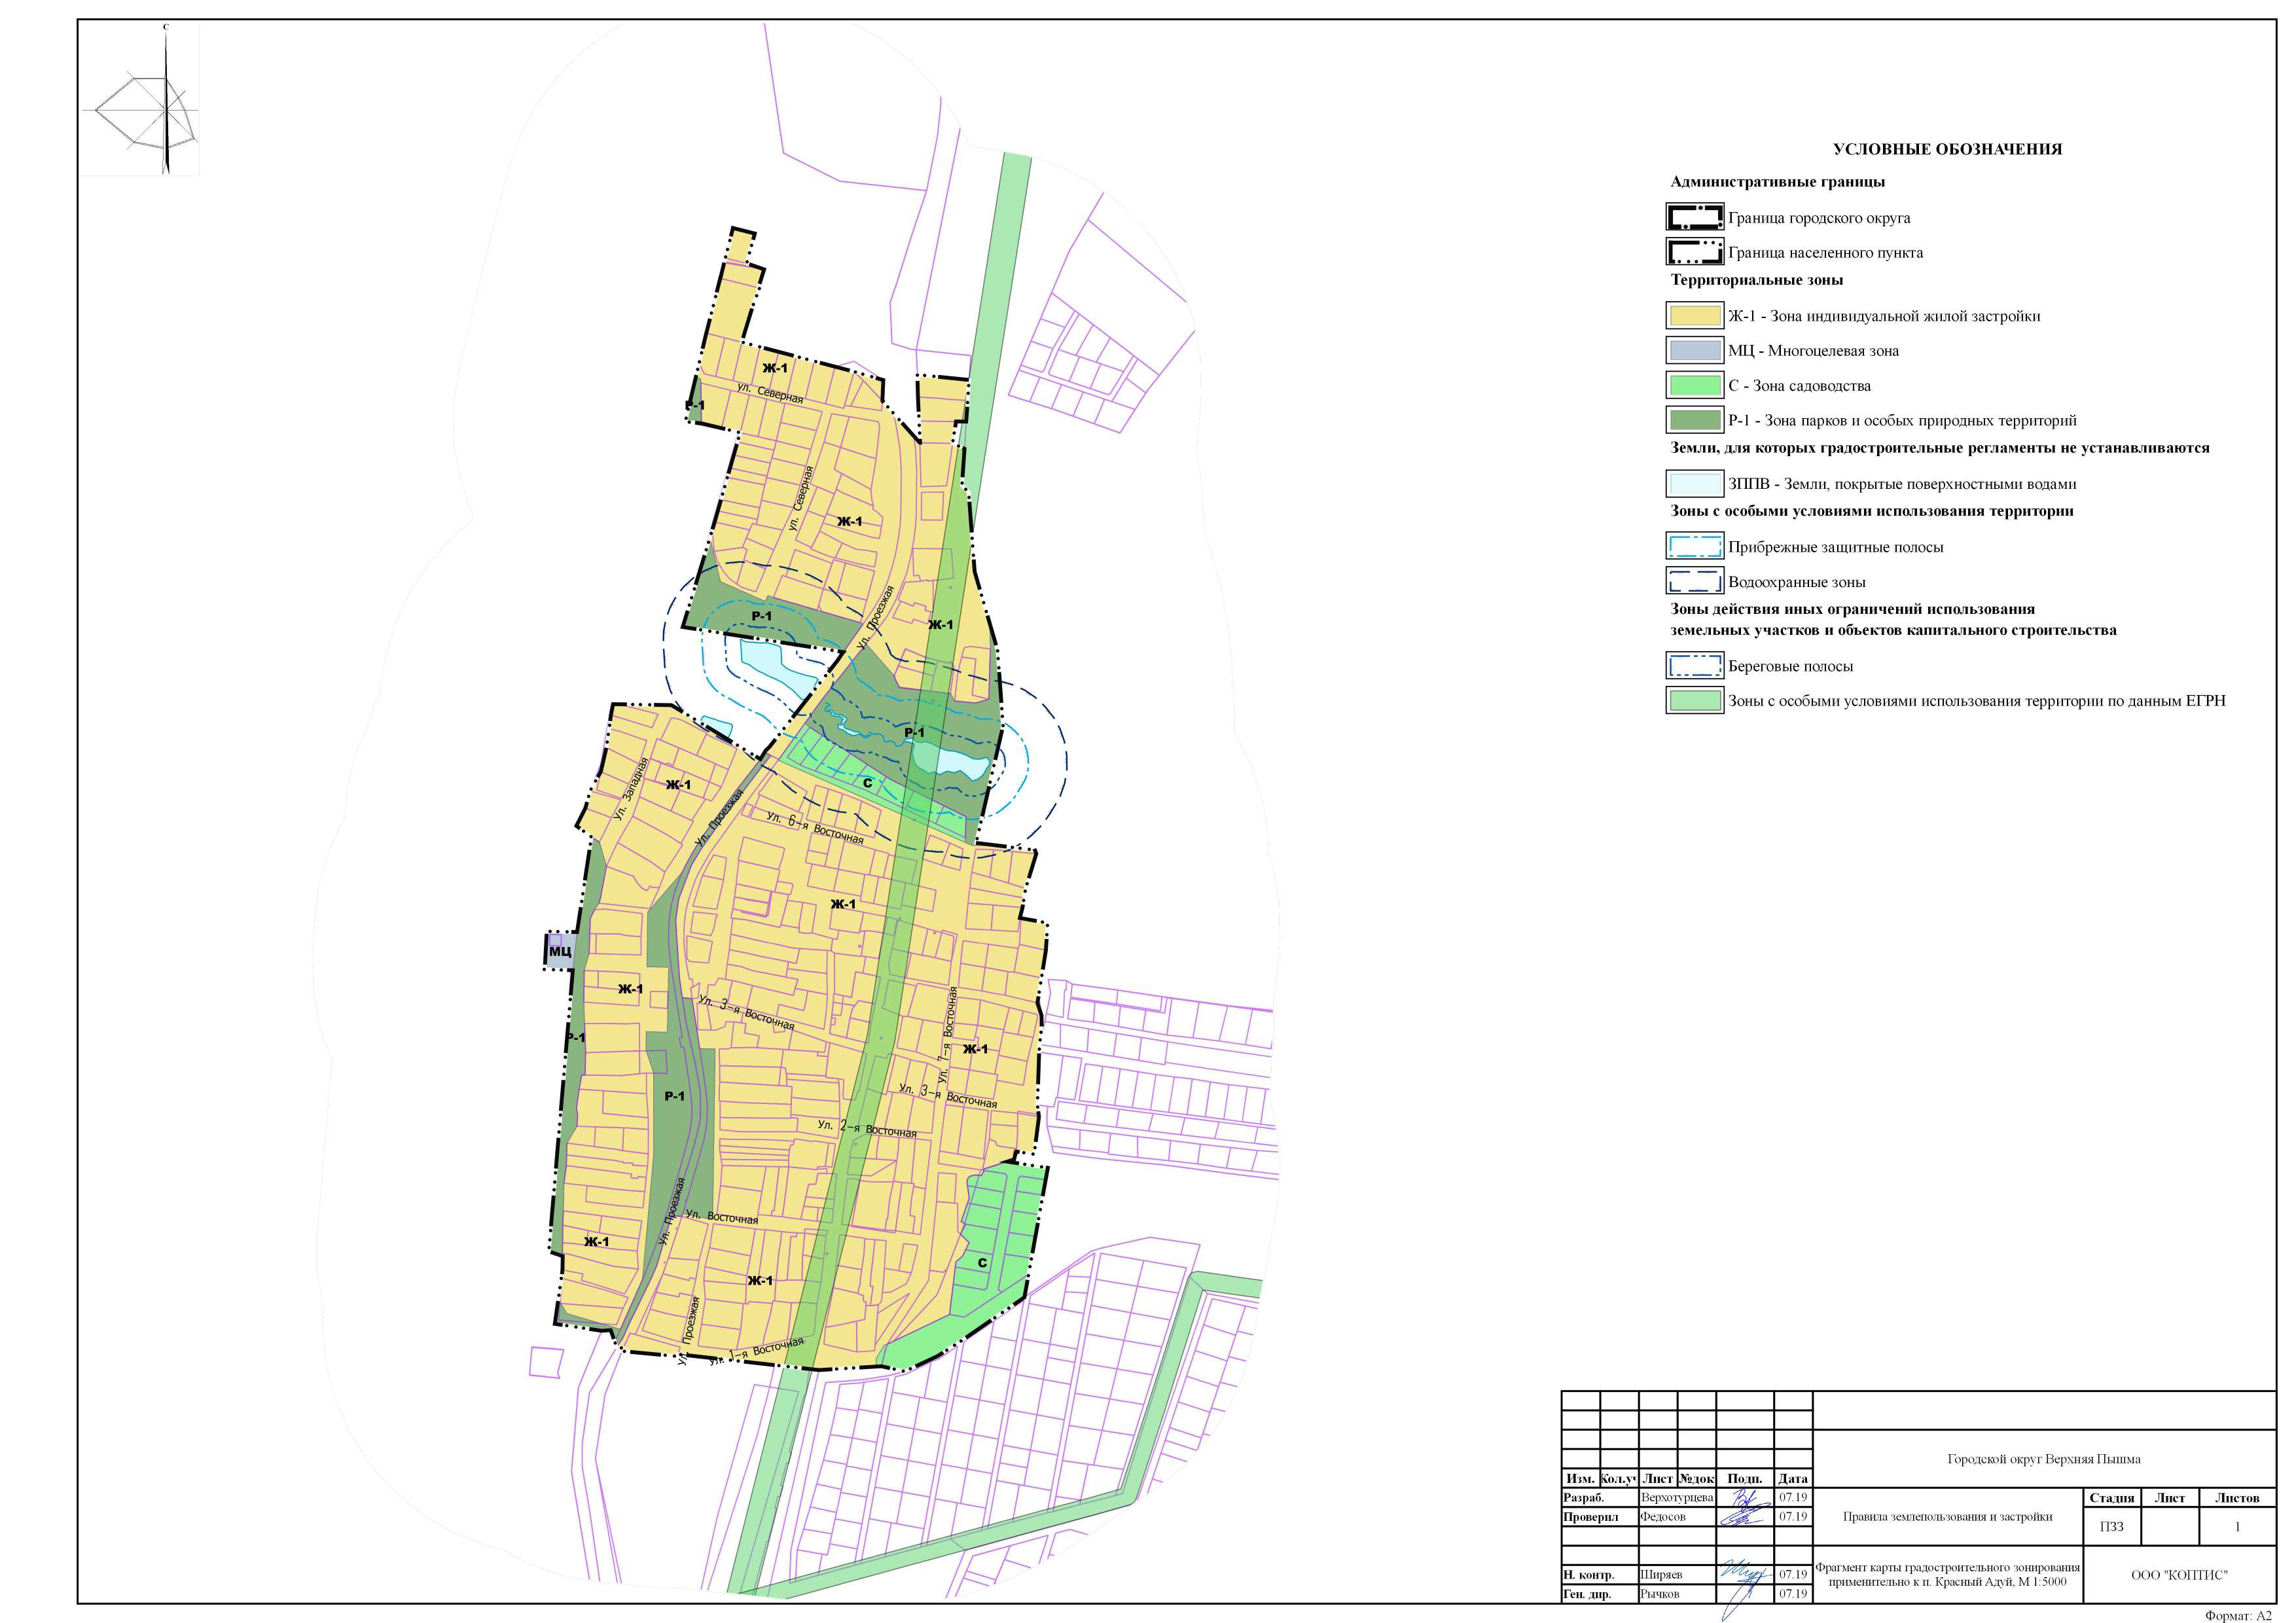 С
УСЛОВНЫЕ ОБОЗНАЧЕНИЯ
Административные границы
Граница городского округа
Граница населенного пункта
Территориальные зоны
Ж-1 - Зона индивидуальной жилой застройки
МЦ - Многоцелевая зона
С - Зона садоводства
Р-1 - Зона парков и особых природных территорий
Земли, для которых градостроительные регламенты не устанавливаются
ЗППВ - Земли, покрытые поверхностными водами
Зоны с особыми условиями использования территории
Прибрежные защитные полосы
Водоохранные зоны
Зоны действия иных ограничений использования
земельных участков и объектов капитального строительства
Береговые полосы
Зоны с особыми условиями использования территории по данным ЕГРН
Ж-1
ул. Северная
Р-1
ул. Северная
Ж-1
Р-1
Ул. Проезжая
Ж-1
Р-1
Ул. Западная
Ж-1
С
Ул. Проезжая
Ул. 6-я Восточная
Ж-1
МЦ
Ж-1
Ул. 3-я Восточная
Ул. 7-я Восточная
Р-1
Ж-1
Р-1
Ул. 3-я Восточная
Ул. 2-я Восточная
Ул. Проезжая
Ул. Восточная
Ж-1
С
Ж-1
Ул. Проезжая
Ул. 1-я Восточная
Городской округ Верхняя Пышма
Изм. Кол.уч Лист №док Подп. Дата
Разраб. Верхотурцева 07.19
Проверил Федосов 07.19
Правила землепользования и застройки
Стадия Лист Листов
ПЗЗ 1
Н. контр. Ширяев 07.19
Ген. дир. Рычков 07.19
Фрагмент карты градостроительного зонирования
применительно к п. Красный Адуй, М 1:5000
ООО "КОПТИС"
Формат: А2